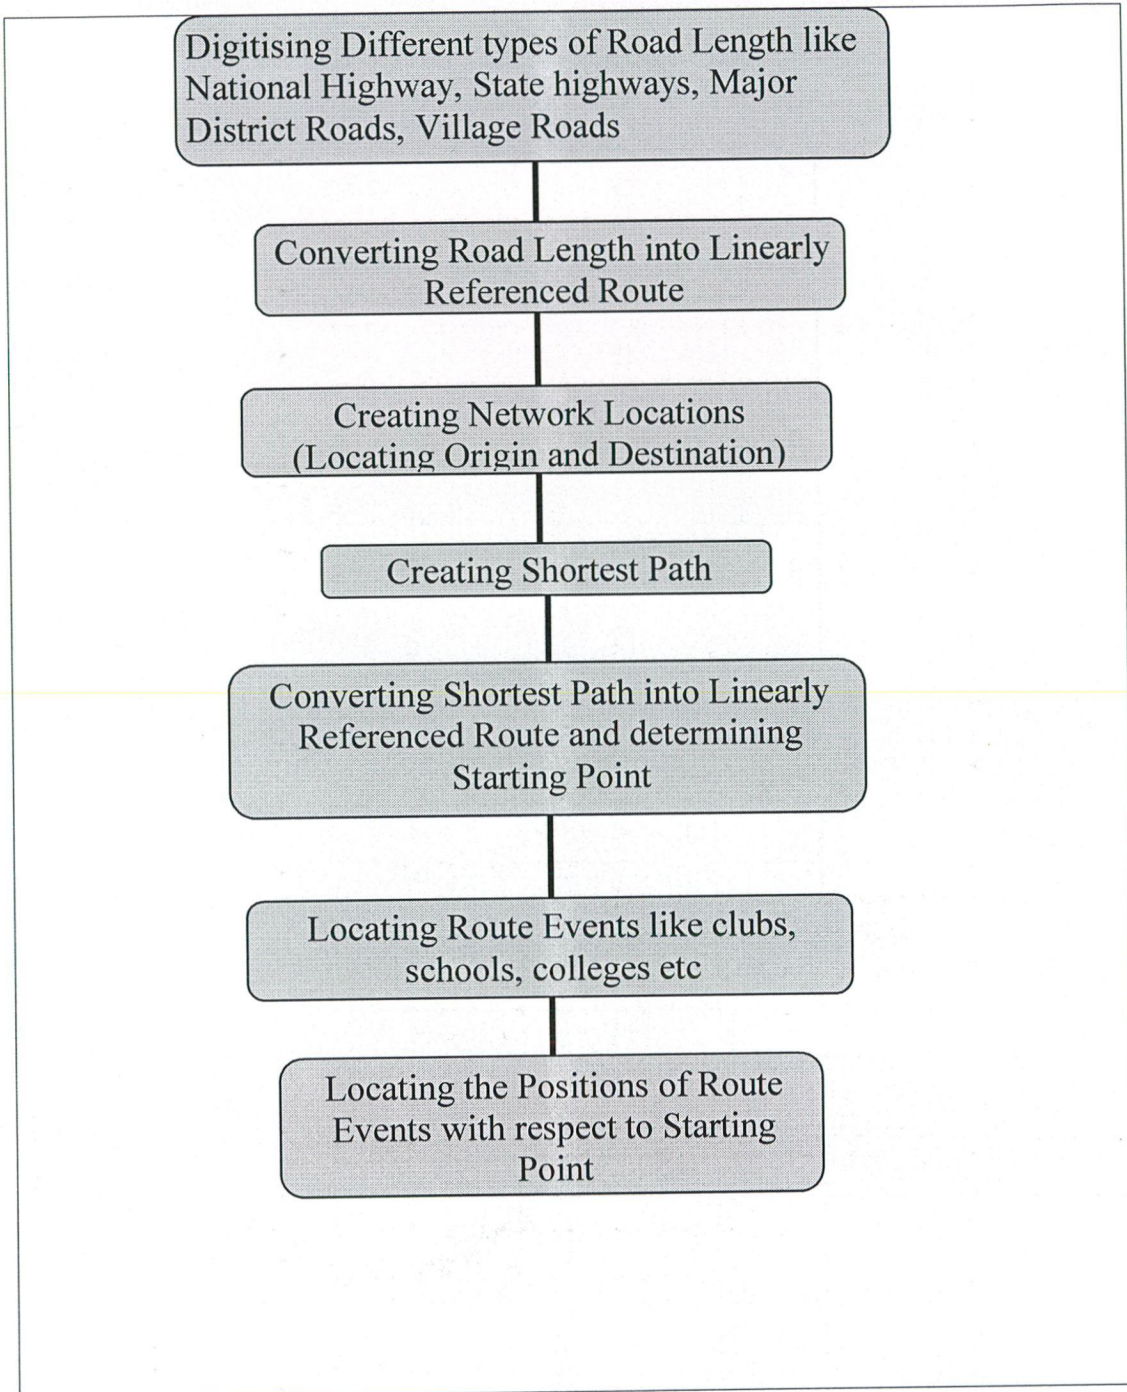 Digitising Different types of Road Length like
National Highway, State highways, Major
District Roads, Village Roads
Converting Road Length into Linearly
Referenced Route
Creating Network Locations
(Locating Origin and Destination)
Creating Shortest Path
Converting Shortest Path into Linearly
Referenced Route and determining
Starting Point
Locating Route Events like clubs,
schools, colleges etc
Locating the Positions of Route
Events with respect to Starting
Point